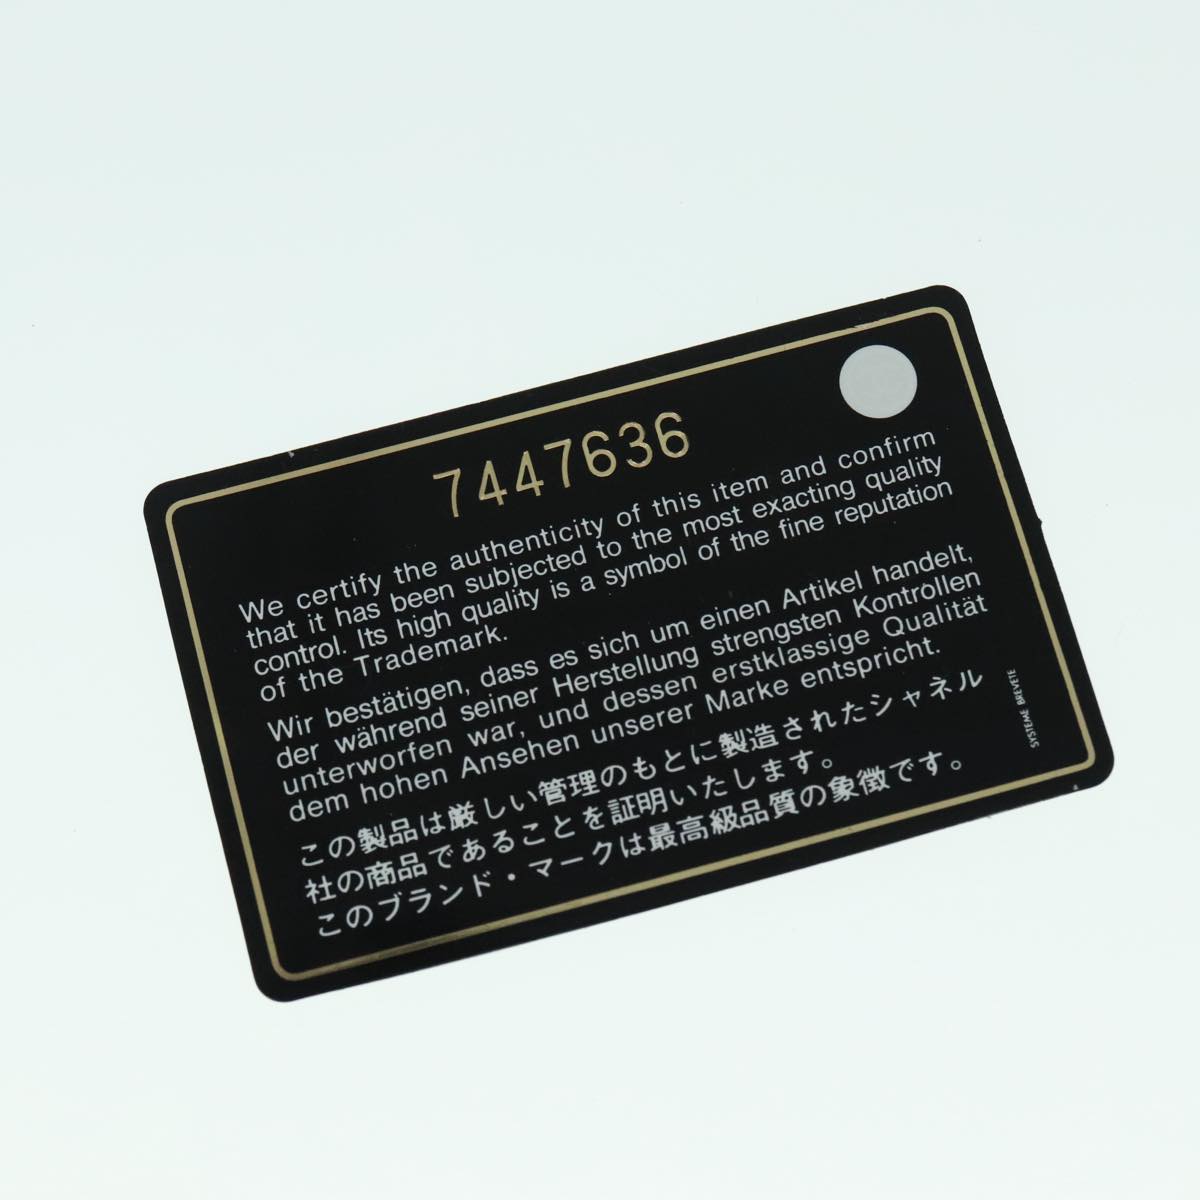 7447636
We certify the authenticity of this item and confirm
that it has been subjected to the most exacting quality
control. Its high quality is a symbol of the fine reputation
of the Trademark.
Wir bestätigen, dass es sich um einen Artikel handelt,
der während seiner Herstellung strengsten Kontrollen
unterworfen war, und dessen erstklassige Qualität
dem hohen Ansehen unserer Marke entspricht.
この製品は厳しい管理のもとに製造されたシャネル
社の商品であることを証明いたします。
このブランド・マークは最高級品質の象徴です。
SYSTEME BREVETE